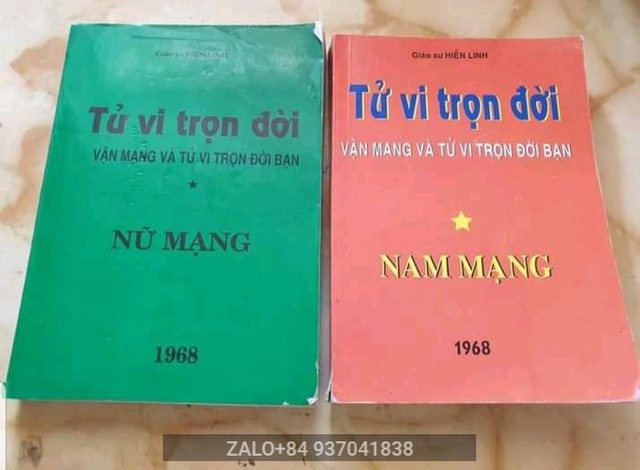 Giáo sư HIỀN LINH
Tử vi trọn đời
VẬN MẠNG VÀ TỬ VI TRỌN ĐỜI BẠN
NỮ MẠNG
1968
Giáo sư HIỀN LINH
Tử vi trọn đời
VẬN MẠNG VÀ TỬ VI TRỌN ĐỜI BẠN
NAM MẠNG
1968
ZALO+84 937041838